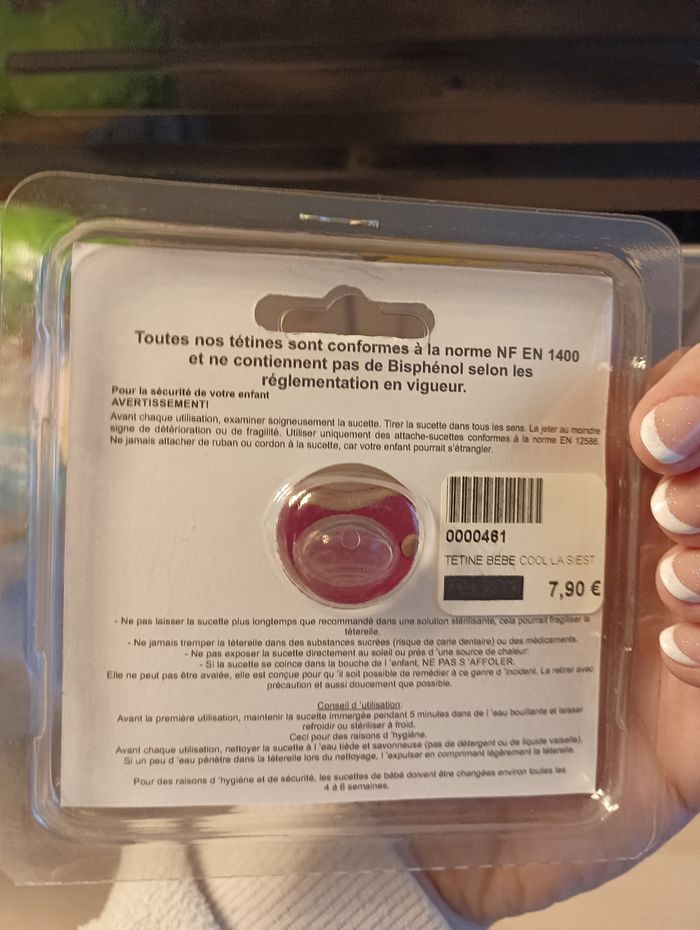 Toutes nos tétines sont conformes à la norme NF EN 1400
et ne contiennent pas de Bisphénol selon les
réglementation en vigueur.
Pour la sécurité de votre enfant
AVERTISSEMENT!
Avant chaque utilisation, examiner soigneusement la sucette. Tirer la sucette dans tous les sens. La jeter au moindre
signe de détérioration ou de fragilité. Utiliser uniquement des attache-sucettes conformes à la norme EN 12586.
Ne jamais attacher de ruban ou cordon à la sucette, car votre enfant pourrait s'étrangler.
0000461
TETINE BEBE COOL LA SIEST
7,90 €
- Ne pas laisser la sucette plus longtemps que recommandé dans une solution stérilisante, cela pourrait fragiliser la
téterelle.
- Ne jamais tremper la téterelle dans des substances sucrées (risque de carie dentaire) ou des médicaments.
- Ne pas exposer la sucette directement au soleil ou près d 'une source de chaleur.
- Si la sucette se coince dans la bouche de l 'enfant, NE PAS S 'AFFOLER.
Elle ne peut pas être avalée, elle est conçue pour qu 'il soit possible de remédier à ce genre d 'incident. La retirer avec
précaution et aussi doucement que possible.
Conseil d 'utilisation:
Avant la première utilisation, maintenir la sucette immergée pendant 5 minutes dans de l 'eau bouillante et laisser
refroidir ou stériliser à froid.
Ceci pour des raisons d 'hygiène.
Avant chaque utilisation, nettoyer la sucette à l 'eau tiède et savonneuse (pas de détergent ou de liquide vaiselle).
Si un peu d 'eau pénètre dans la téterelle lors du nettoyage, l 'expulser en comprimant légèrement la téterelle.
Pour des raisons d 'hygiène et de sécurité, les sucettes de bébé doivent être changées environ toutes les
4 à 6 semaines.